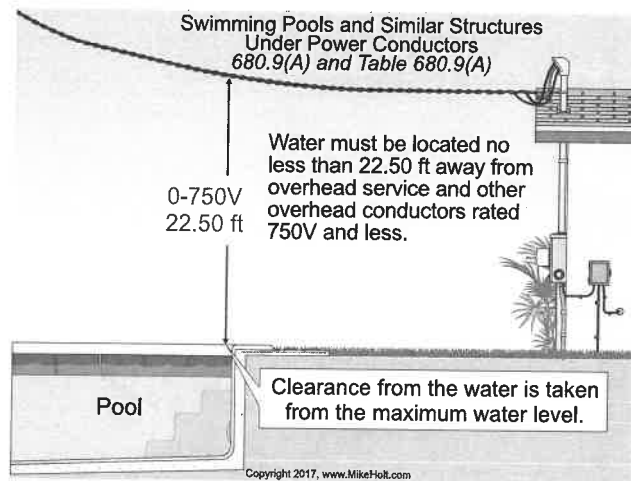 Swimming Pools and Similar Structures
Under Power Conductors
680.9(A) and Table 680.9(A)
Water must be located no
less than 22.50 ft away from
overhead service and other
overhead conductors rated
750V and less.
0-750V
22.50 ft
Clearance from the water is taken
from the maximum water level.
Pool
Copyright 2017, www.MikeHolt.com